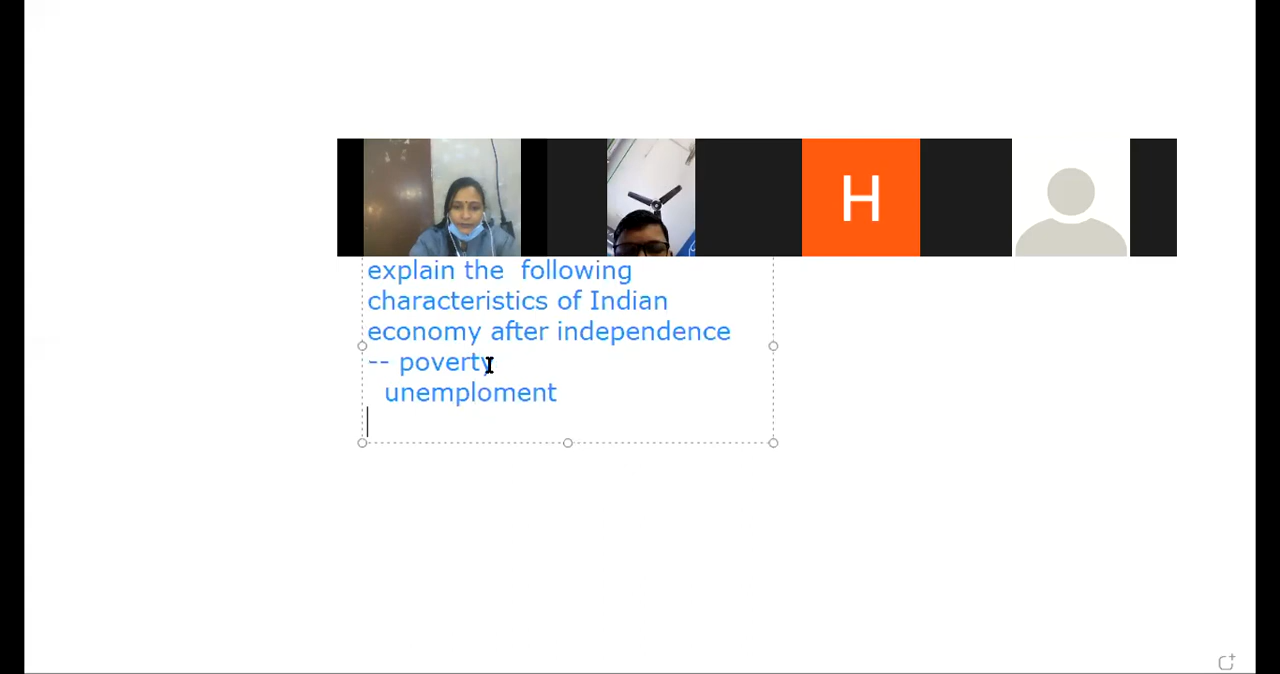 H
explain the  following
characteristics of Indian
economy after independence
-- poverty
unemploment